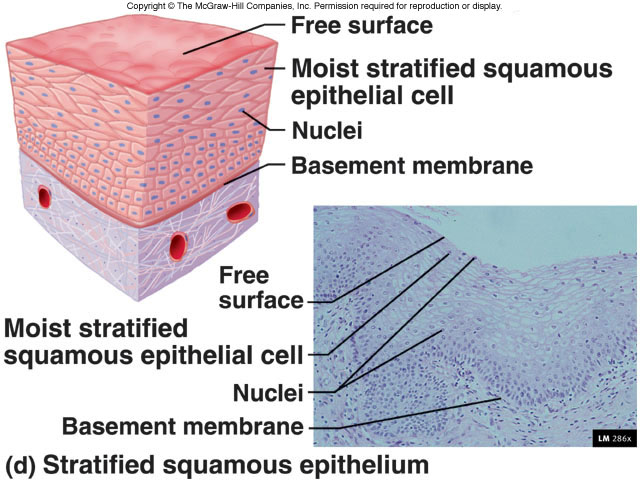 Copyright © The McGraw-Hill Companies, Inc. Permission required for reproduction or display.
Free surface
Moist stratified squamous
epithelial cell
Nuclei
Basement membrane
Free
surface
Moist stratified
squamous epithelial cell
Nuclei
Basement membrane
LM 286x
(d) Stratified squamous epithelium